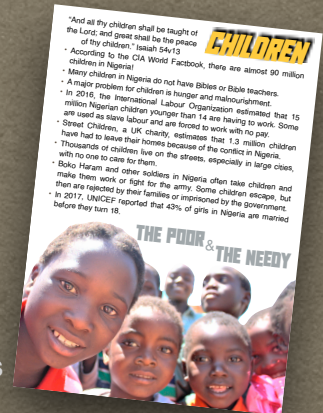 "And all thy children shall be taught of
the Lord; and great shall be the peace
of thy children." Isaiah 54v13
CHILDREN
· According to the CIA World Factbook, there are almost 90 million
children in Nigeria!
· Many children in Nigeria do not have Bibles or Bible teachers.
· A major problem for children is hunger and malnourishment.
· In 2016, the International Labour Organization estimated that 15
million Nigerian children younger than 14 are having to work. Some
are used as slave labour and are forced to work with no pay.
· Street Children, a UK charity, estimates that 1.3 million children
have had to leave their homes because of the conflict in Nigeria.
· Thousands of children live on the streets, especially in large cities,
with no one to care for them.
· Boko Haram and other soldiers in Nigeria often take children and
make them work or fight for the army. Some children escape, but
then are rejected by their families or imprisoned by the government.
· In 2017, UNICEF reported that 43% of girls in Nigeria are married
before they turn 18.
THE POOR
& THE NEEDY
s